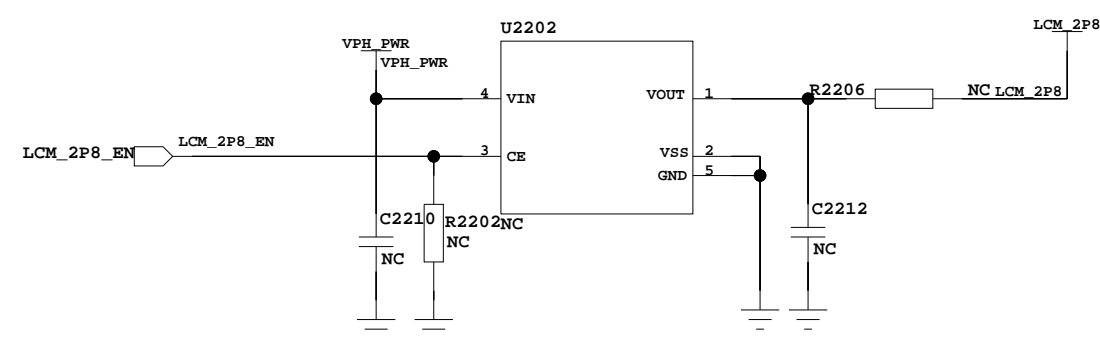 U2202
LCM_2P8
VPH_PWR
VPH_PWR
4 VIN
VOUT 1
R2206
NC LCM_2P8
LCM_2P8_EN
LCM_2P8_EN
3 CE
VSS 2
GND 5
C2210
NC
R2202
NC
NC
C2212
NC